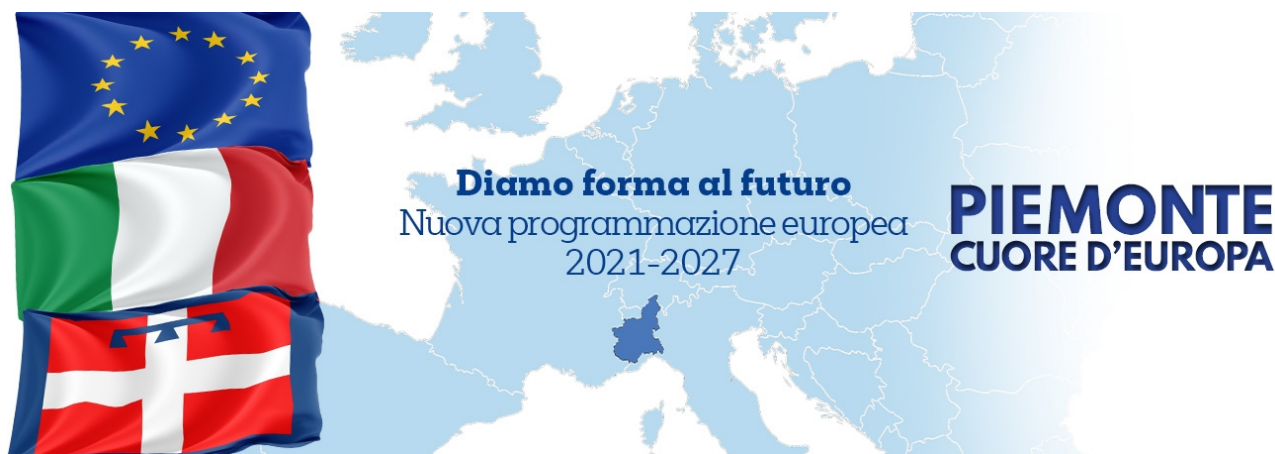 Diamo forma al futuro
Nuova programmazione europea
2021-2027
PIEMONTE
CUORE D'EUROPA